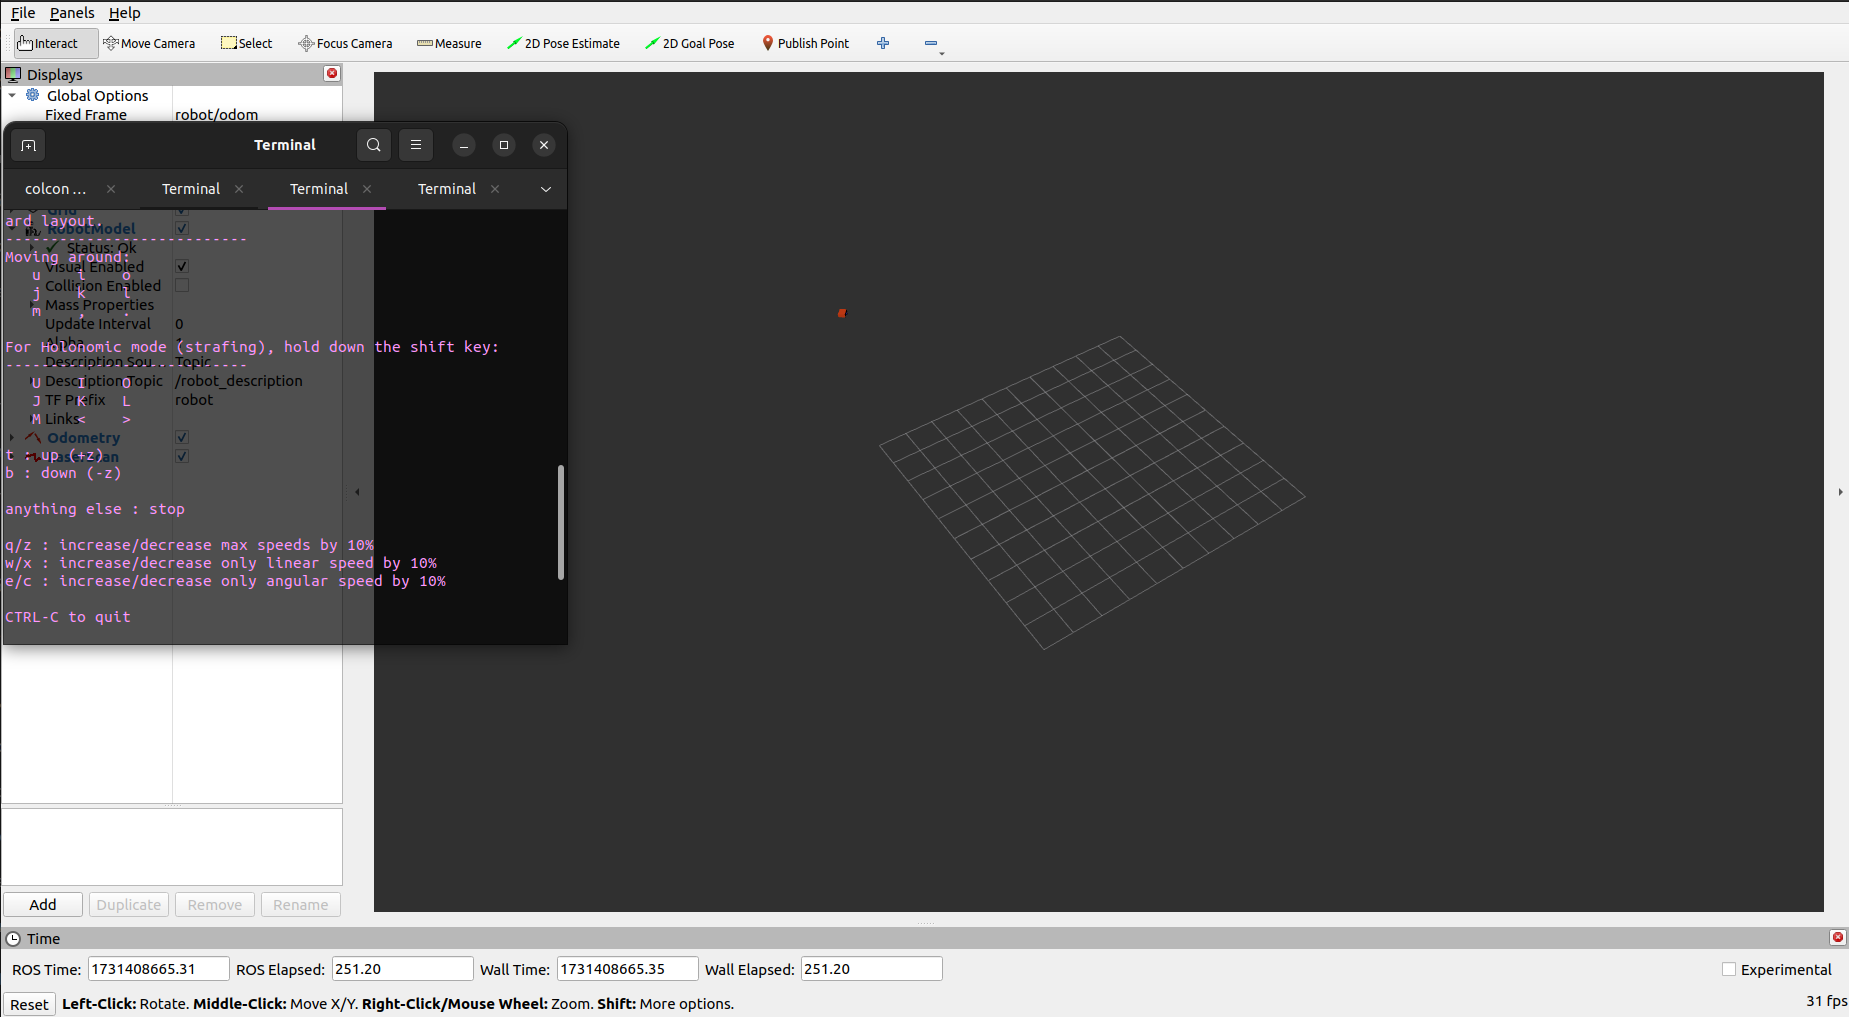 File Panels Help
Interact Move Camera Select Focus Camera Measure 2D Pose Estimate 2D Goal Pose Publish Point
Displays
Global Options
Fixed Frame robot/odom
Terminal
colcon ... Terminal Terminal Terminal
Grid
ard layout.
RobotModel
---------------------------
Status: Ok
Moving around:
Visual Enabled
u i o
Collision Enabled
j k l
Mass Properties
m , .
Update Interval 0
Alpha 1
For Holonomic mode (strafing), hold down the shift key:
Description Sou... Topic
---------------------------
Description Topic /robot_description
U I O
TF Prefix robot
J K L
Links
M < >
Odometry
t : up (+z)
LaserScan
b : down (-z)
anything else : stop
q/z : increase/decrease max speeds by 10%
w/x : increase/decrease only linear speed by 10%
e/c : increase/decrease only angular speed by 10%
CTRL-C to quit
Add Duplicate Remove Rename
Time
ROS Time: 1731408665.31 ROS Elapsed: 251.20 Wall Time: 1731408665.35 Wall Elapsed: 251.20 Experimental
Reset Left-Click: Rotate. Middle-Click: Move X/Y. Right-Click/Mouse Wheel: Zoom. Shift: More options. 31 fps